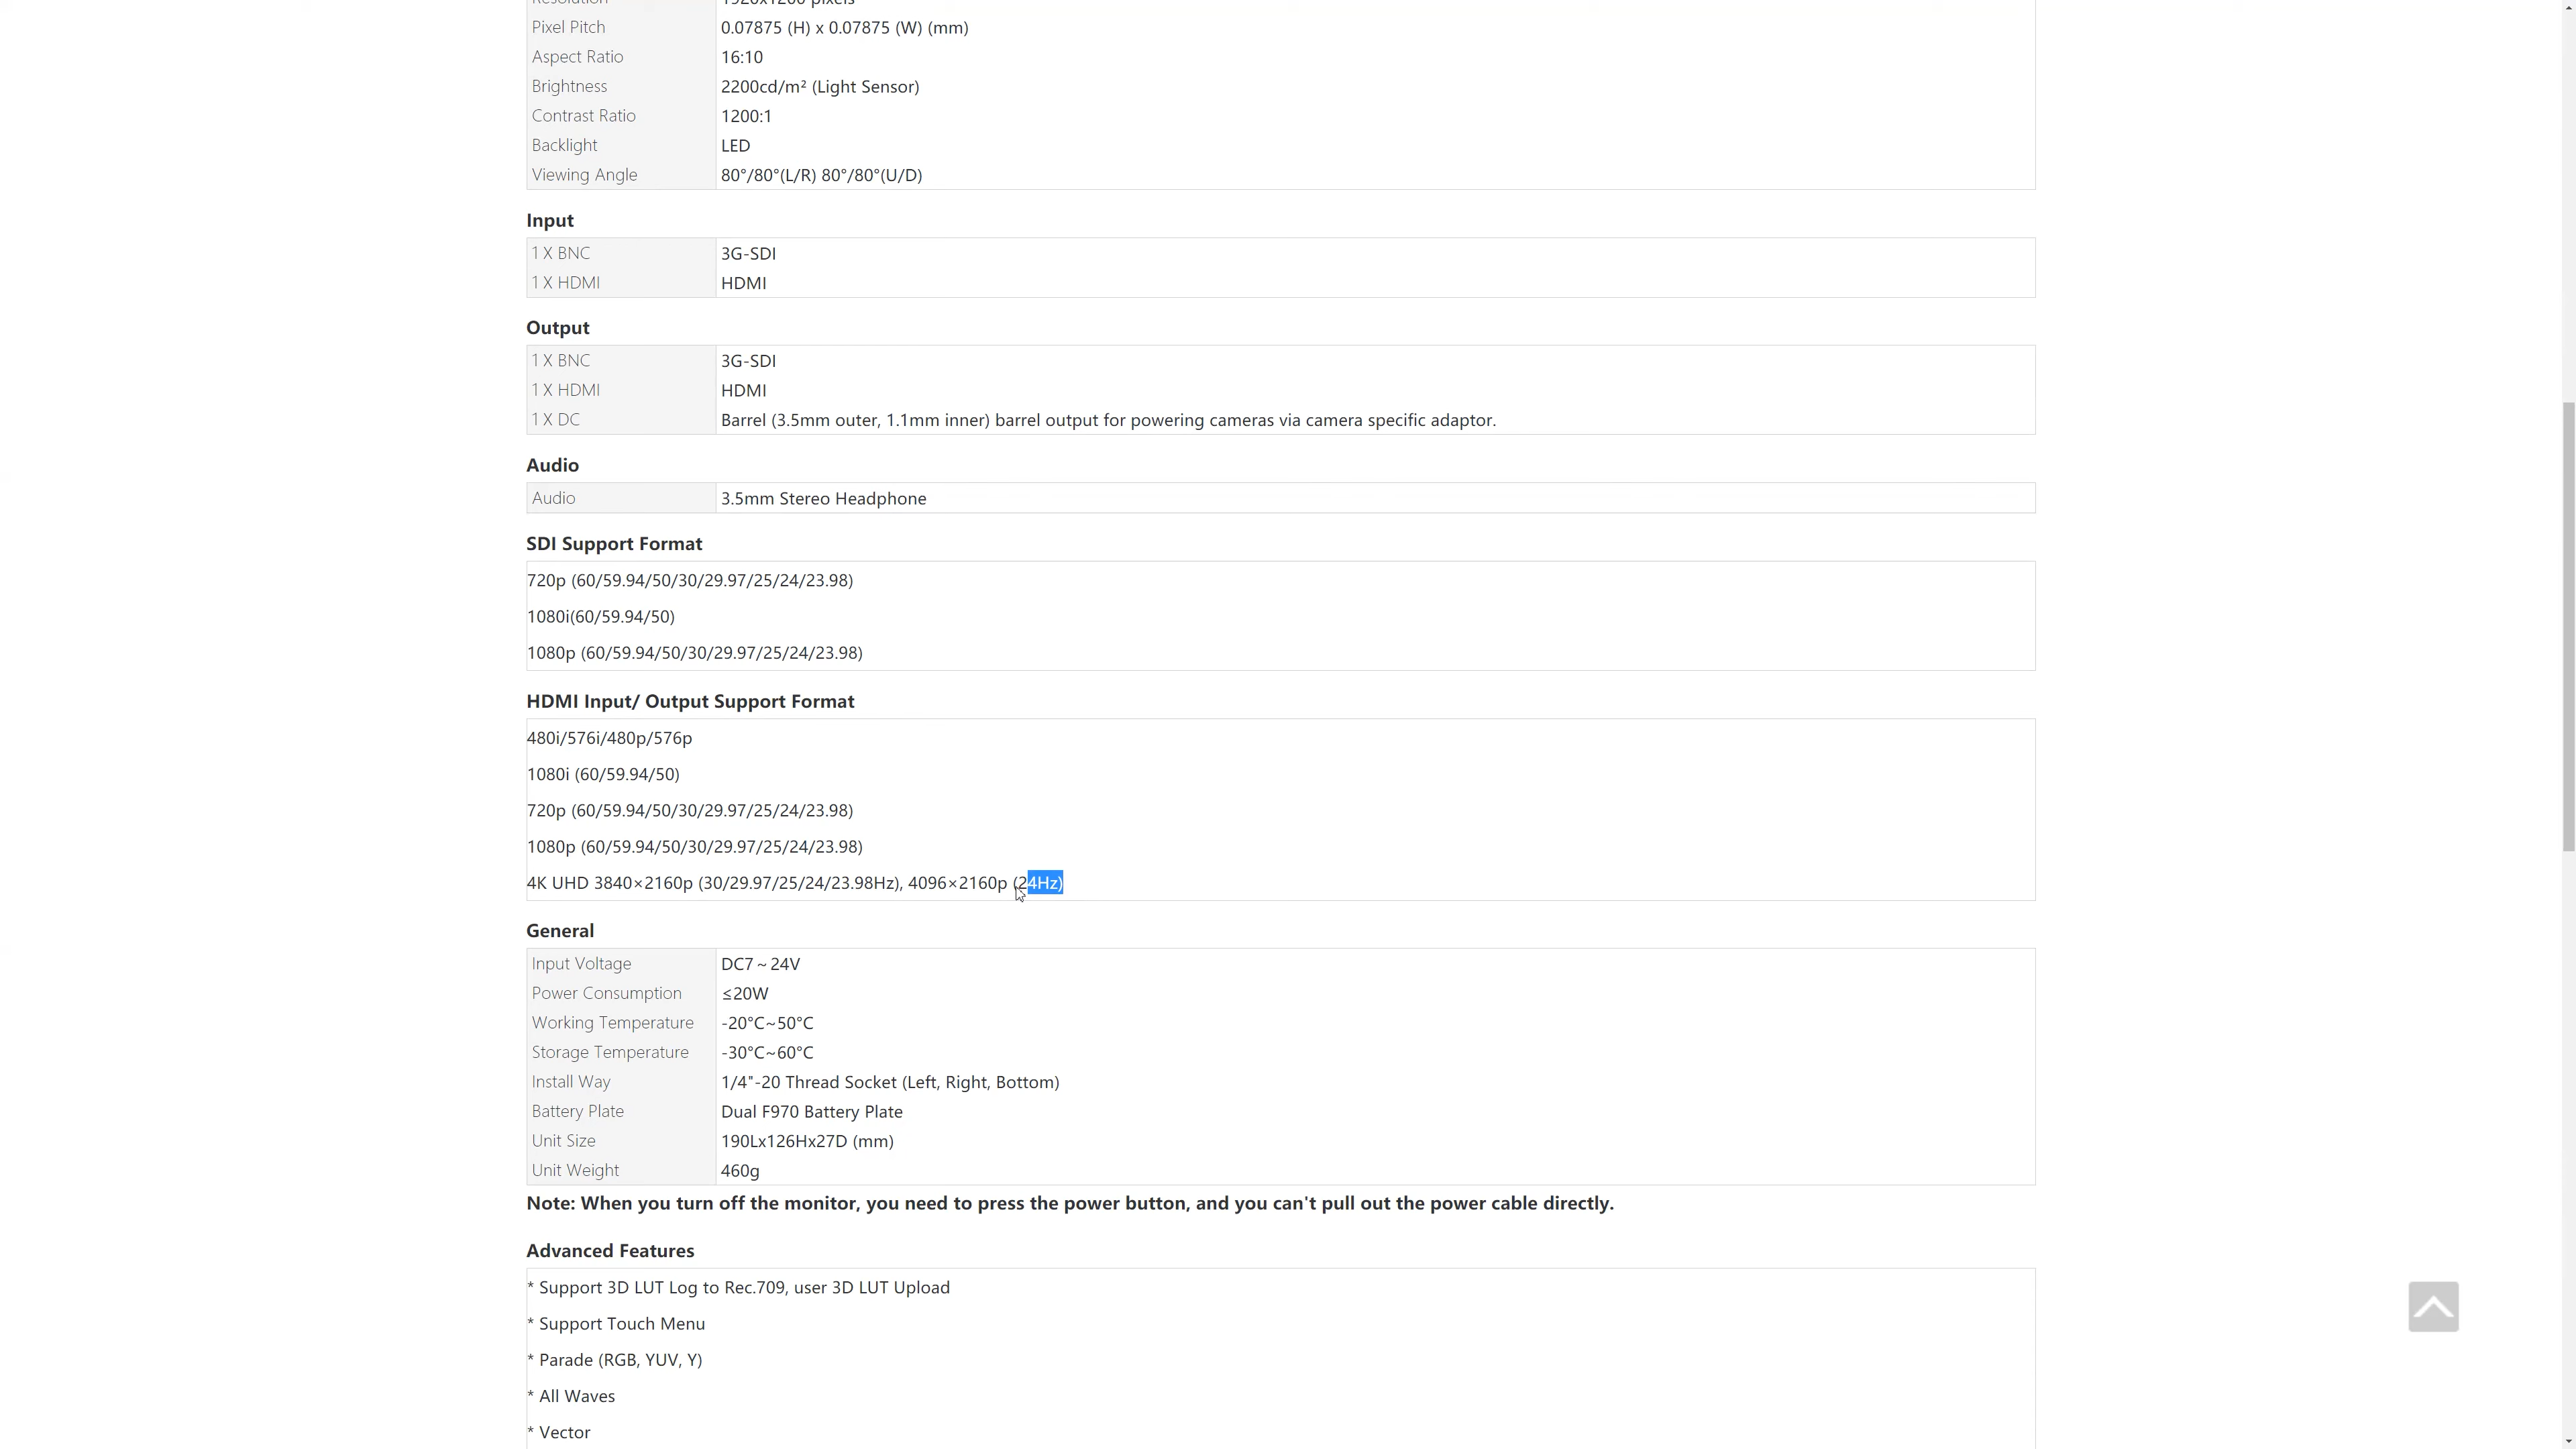 Resolution 1920x1200 pixels
Pixel Pitch 0.07875 (H) x 0.07875 (W) (mm)
Aspect Ratio 16:10
Brightness 2200cd/m² (Light Sensor)
Contrast Ratio 1200:1
Backlight LED
Viewing Angle 80°/80°(L/R) 80°/80°(U/D)
Input
1 X BNC 3G-SDI
1 X HDMI HDMI
Output
1 X BNC 3G-SDI
1 X HDMI HDMI
1 X DC Barrel (3.5mm outer, 1.1mm inner) barrel output for powering cameras via camera specific adaptor.
Audio
Audio 3.5mm Stereo Headphone
SDI Support Format
720p (60/59.94/50/30/29.97/25/24/23.98)
1080i(60/59.94/50)
1080p (60/59.94/50/30/29.97/25/24/23.98)
HDMI Input/ Output Support Format
480i/576i/480p/576p
1080i (60/59.94/50)
720p (60/59.94/50/30/29.97/25/24/23.98)
1080p (60/59.94/50/30/29.97/25/24/23.98)
4K UHD 3840×2160p (30/29.97/25/24/23.98Hz), 4096×2160p (24Hz)
General
Input Voltage DC7～24V
Power Consumption ≤20W
Working Temperature -20°C~50°C
Storage Temperature -30°C~60°C
Install Way 1/4"-20 Thread Socket (Left, Right, Bottom)
Battery Plate Dual F970 Battery Plate
Unit Size 190Lx126Hx27D (mm)
Unit Weight 460g
Note: When you turn off the monitor, you need to press the power button, and you can't pull out the power cable directly.
Advanced Features
* Support 3D LUT Log to Rec.709, user 3D LUT Upload
* Support Touch Menu
* Parade (RGB, YUV, Y)
* All Waves
* Vector